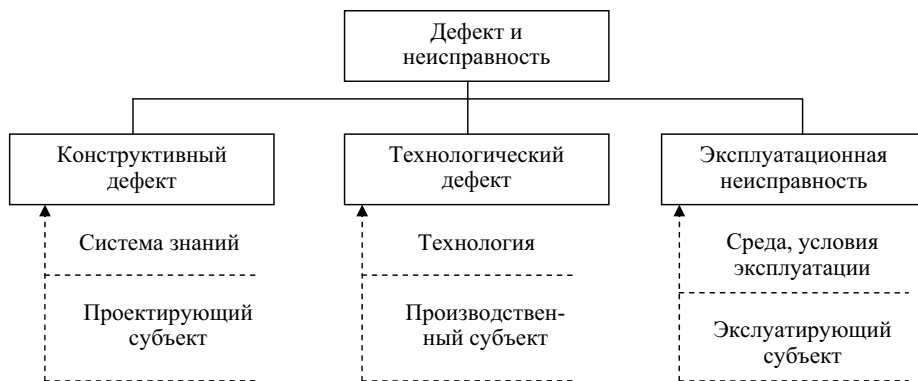 Дефект и
неисправность
Конструктивный
дефект
Технологический
дефект
Эксплуатационная
неисправность
Система знаний
Технология
Среда, условия
эксплуатации
Проектирующий
субъект
Производствен-
ный субъект
Экслуатирующий
субъект